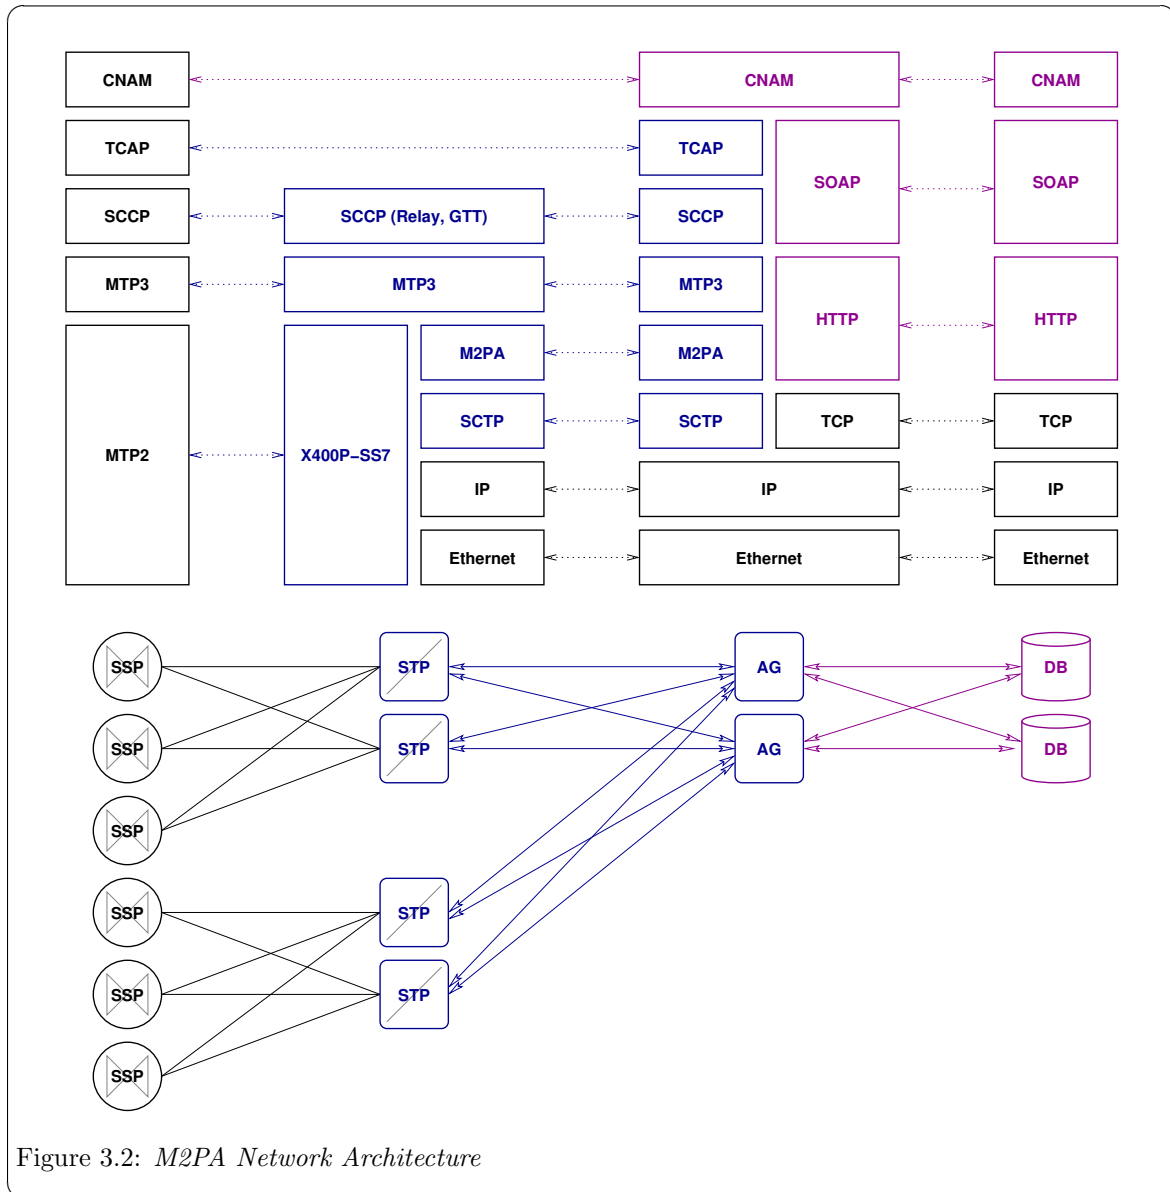 CNAM CNAM CNAM
TCAP TCAP
SOAP SOAP
SCCP SCCP (Relay, GTT) SCCP
MTP3 MTP3 MTP3
HTTP HTTP
M2PA M2PA
SCTP SCTP TCP TCP
MTP2 X400P−SS7
IP IP IP
Ethernet Ethernet Ethernet
SSP STP AG DB
SSP STP AG DB
SSP
SSP STP
SSP STP
SSP
Figure 3.2: M2PA Network Architecture